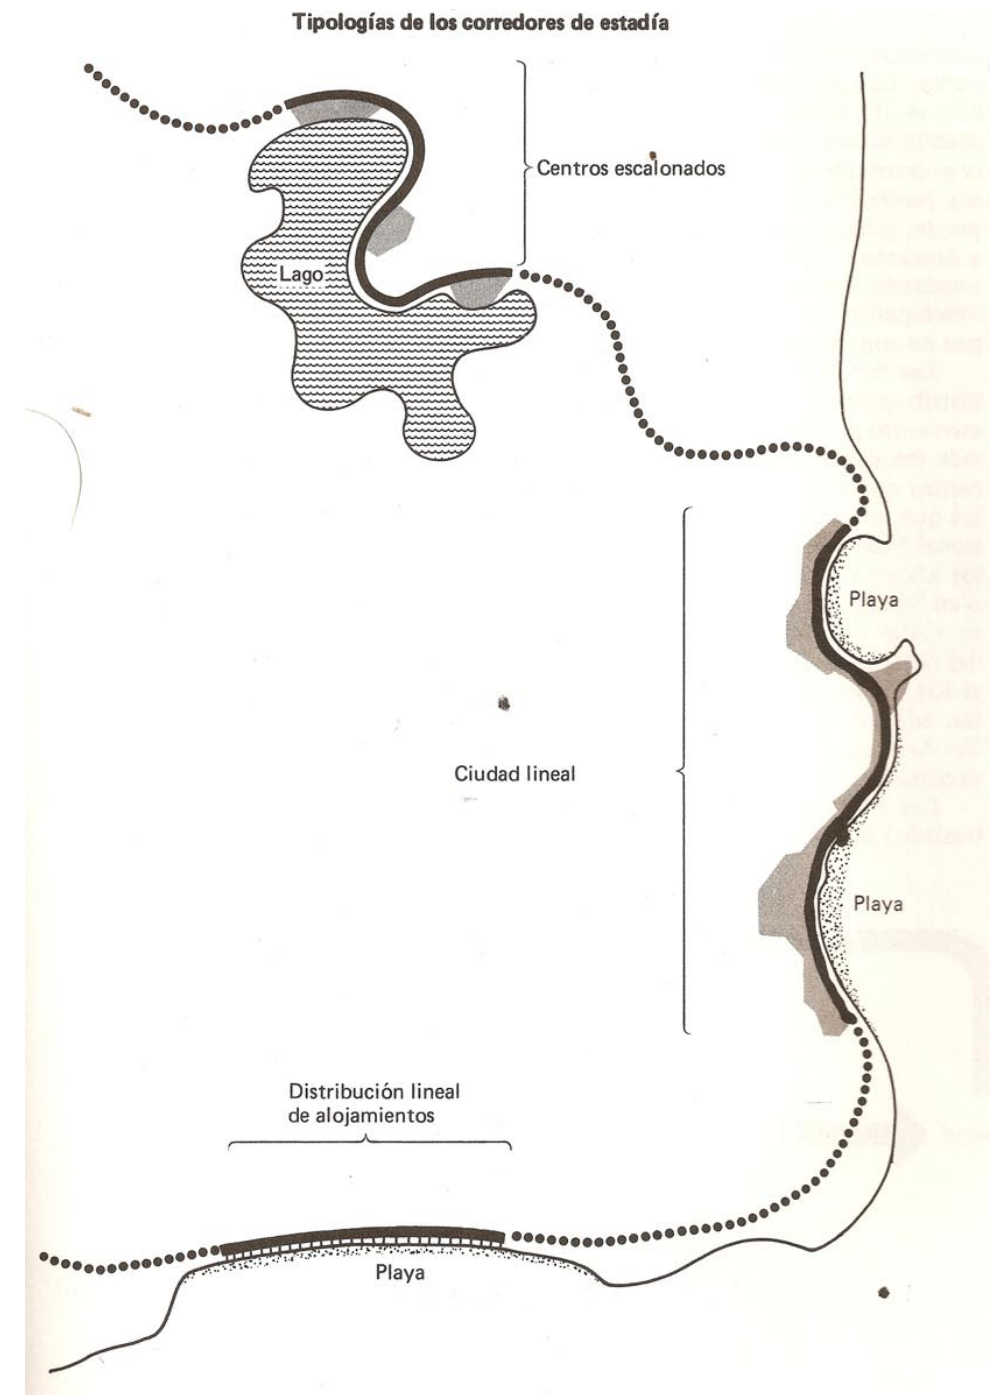 Tipologías de los corredores de estadía
Centros escalonados
Lago
Playa
Ciudad lineal
Playa
Distribución lineal
de alojamientos
Playa